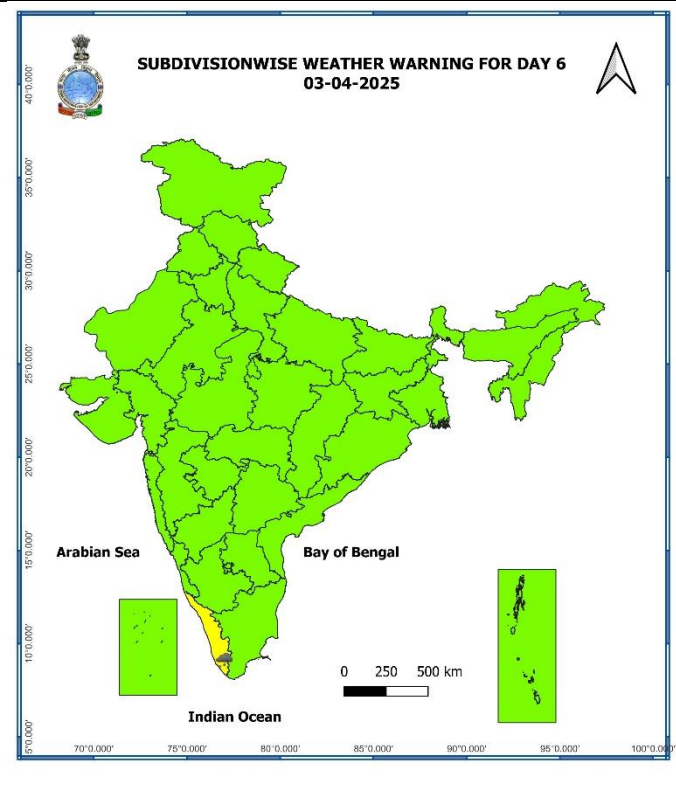 SUBDIVISIONWISE WEATHER WARNING FOR DAY 6
03-04-2025
40°0.000'
35°0.000'
30°0.000'
25°0.000'
20°0.000'
15°0.000'
10°0.000'
5°0.000'
Arabian Sea
Bay of Bengal
0 250 500 km
Indian Ocean
70°0.000' 75°0.000' 80°0.000' 85°0.000' 90°0.000' 95°0.000' 100°0.000'